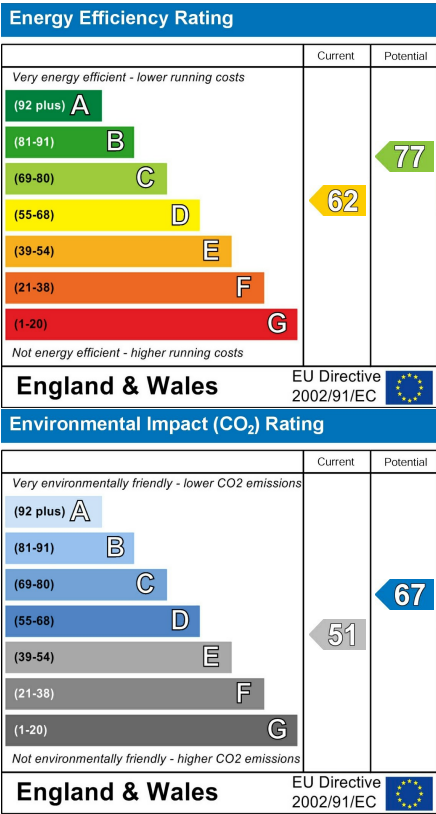 Energy Efficiency Rating
Current Potential
Very energy efficient - lower running costs
(92 plus) A
(81-91) B
(69-80) C
(55-68) D
(39-54) E
(21-38) F
(1-20) G
62
77
Not energy efficient - higher running costs
England & Wales
EU Directive
2002/91/EC
Environmental Impact (CO₂) Rating
Current Potential
Very environmentally friendly - lower CO2 emissions
(92 plus) A
(81-91) B
(69-80) C
(55-68) D
(39-54) E
(21-38) F
(1-20) G
51
67
Not environmentally friendly - higher CO2 emissions
England & Wales
EU Directive
2002/91/EC